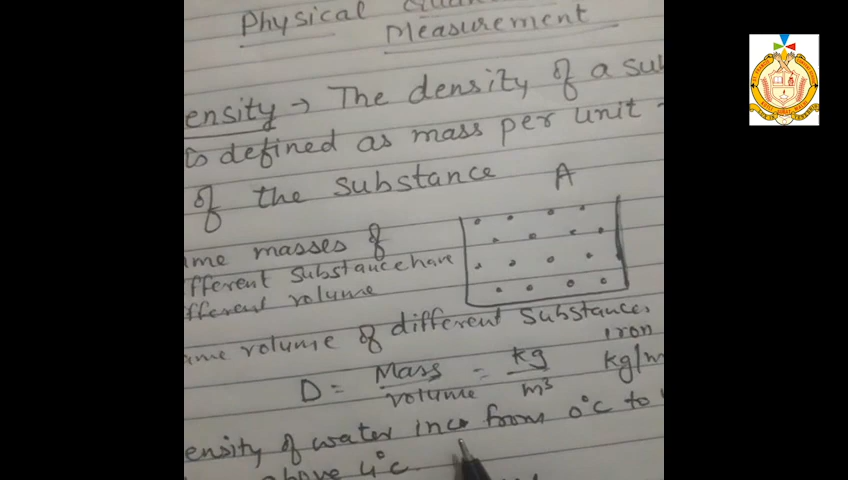 Physical
Measurement
ensity → The density of a su
is defined as mass per unit
of the substance
A
me masses of
fferent substance have
fferent volume
me volume of different substances
iron
D = Mass/volume = kg/m³ kg/m
ensity of water inc from 0°C to
above 4°C